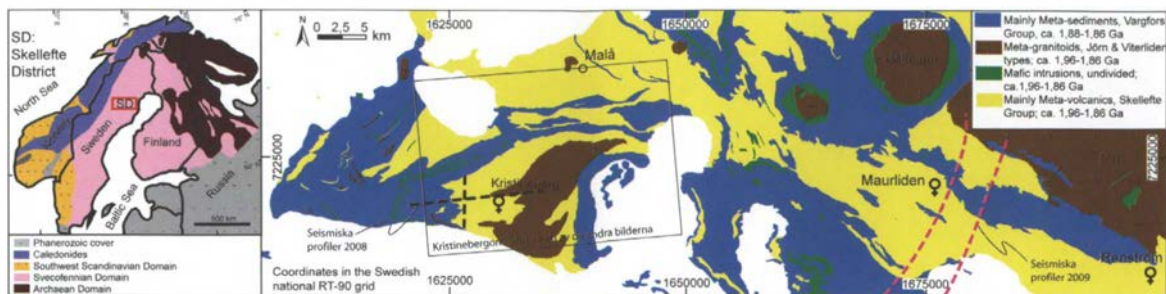 SD:
Skellefte
District
North Sea
Norway
Sweden
SD
Finland
Baltic Sea
Russia
500 km
Phanerozoic cover
Caledonides
Southwest Scandinavian Domain
Svecofennian Domain
Archaean Domain
1625000
1650000
1675000
N
0 2,5 5
km
Malå
Mainly Meta-sediments, Vargfors
Group, ca. 1,88-1,86 Ga
Meta-granitoids, Jörn & Viterliden
types; ca. 1,96-1,86 Ga
Mafic intrusions, undivided;
ca.1,96-1,86 Ga
Mainly Meta-volcanics, Skellefte
Group; ca. 1,96-1,86 Ga
7225000
7225000
Maurliden
Seismiska
profiler 2008
Renström
Seismiska
profiler 2009
Coordinates in the Swedish
national RT-90 grid
1625000
1650000
1675000